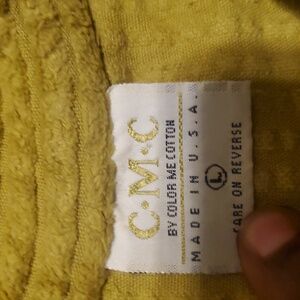 C·M·C
BY COLOR ME COTTON
MADE IN U.S.A.
L
CARE ON REVERSE